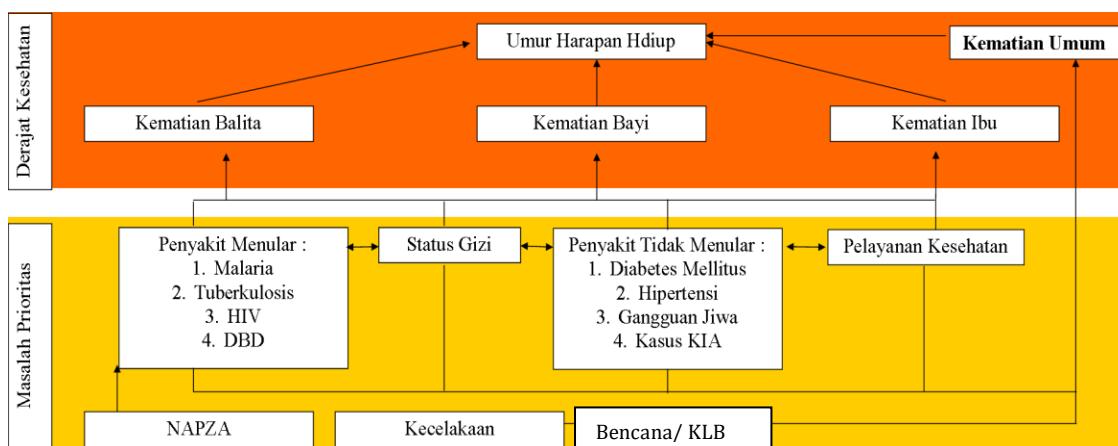 Derajat Kesehatan
Umur Harapan Hdiup
Kematian Umum
Kematian Balita
Kematian Bayi
Kematian Ibu
Masalah Prioritas
Penyakit Menular :
1. Malaria
2. Tuberkulosis
3. HIV
4. DBD
Status Gizi
Penyakit Tidak Menular :
1. Diabetes Mellitus
2. Hipertensi
3. Gangguan Jiwa
4. Kasus KIA
Pelayanan Kesehatan
NAPZA
Kecelakaan
Bencana/ KLB